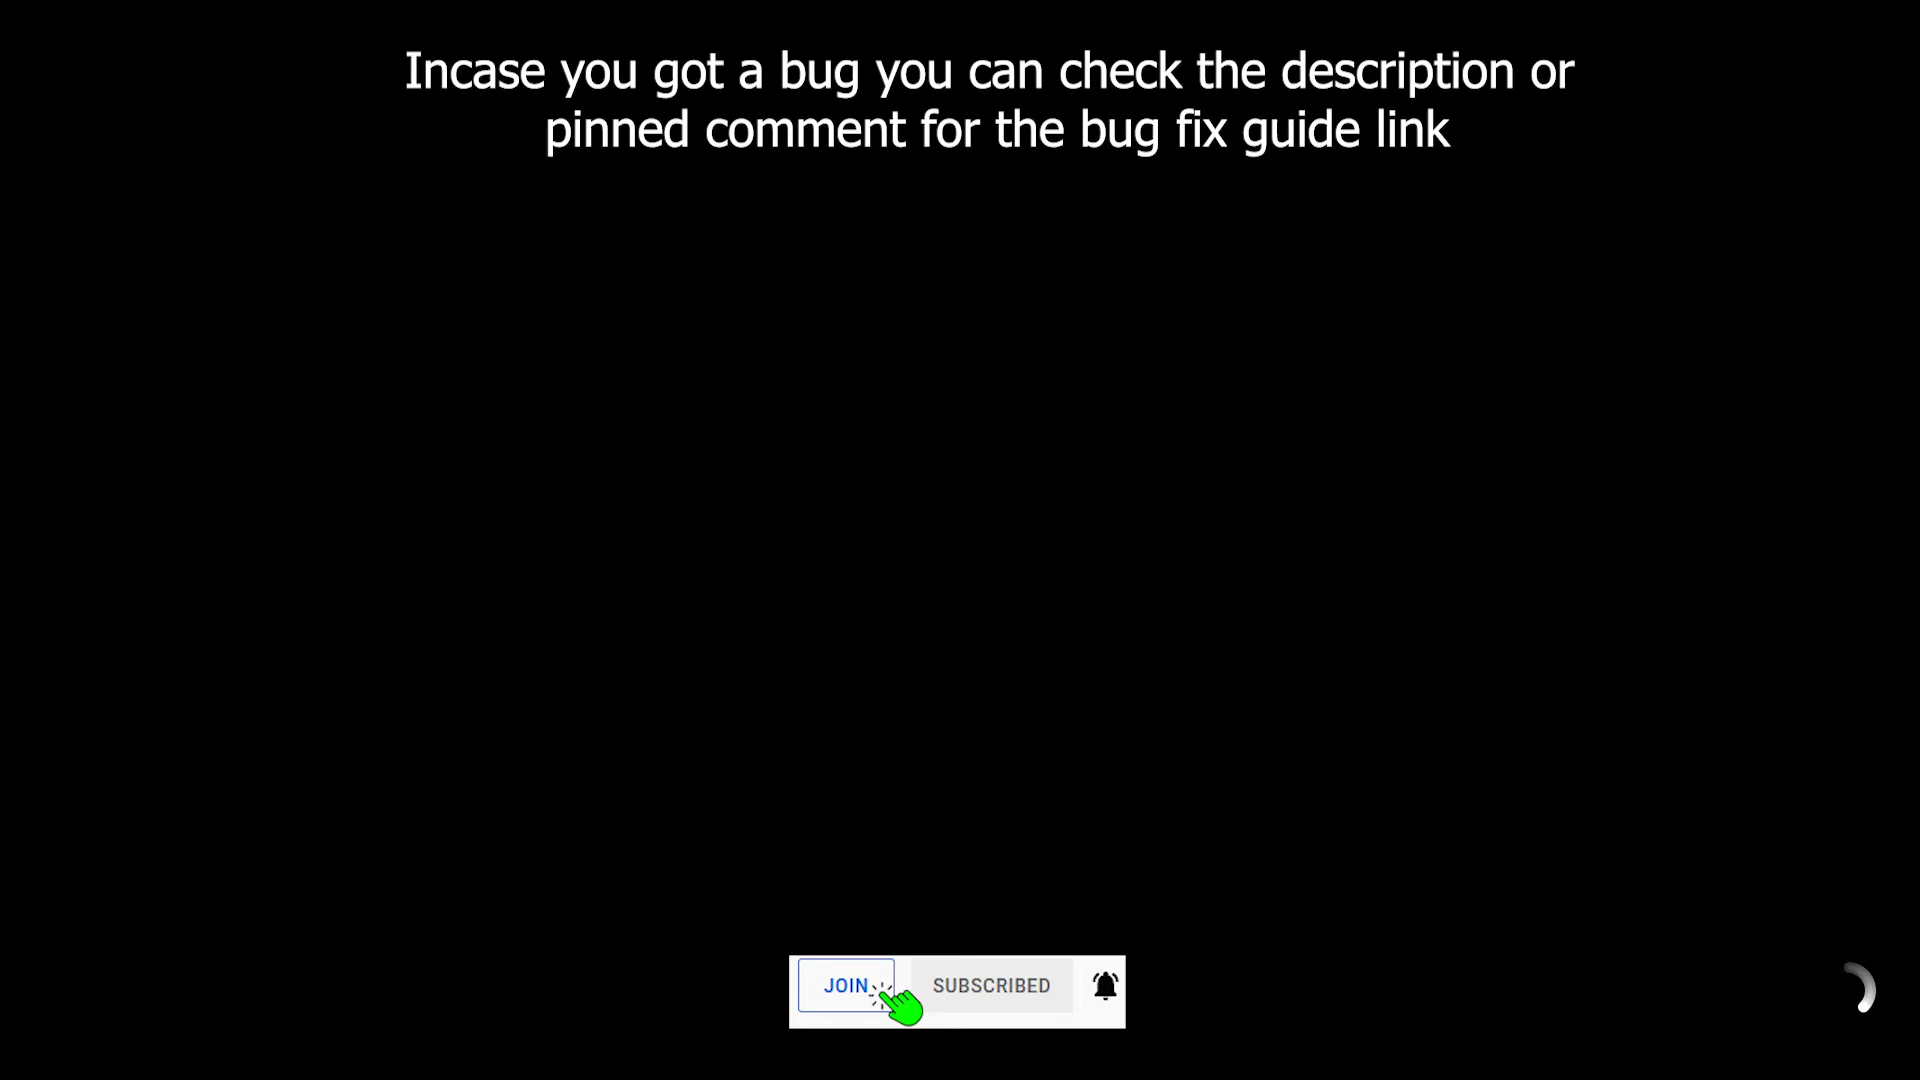 Incase you got a bug you can check the description or
pinned comment for the bug fix guide link
JOIN SUBSCRIBED